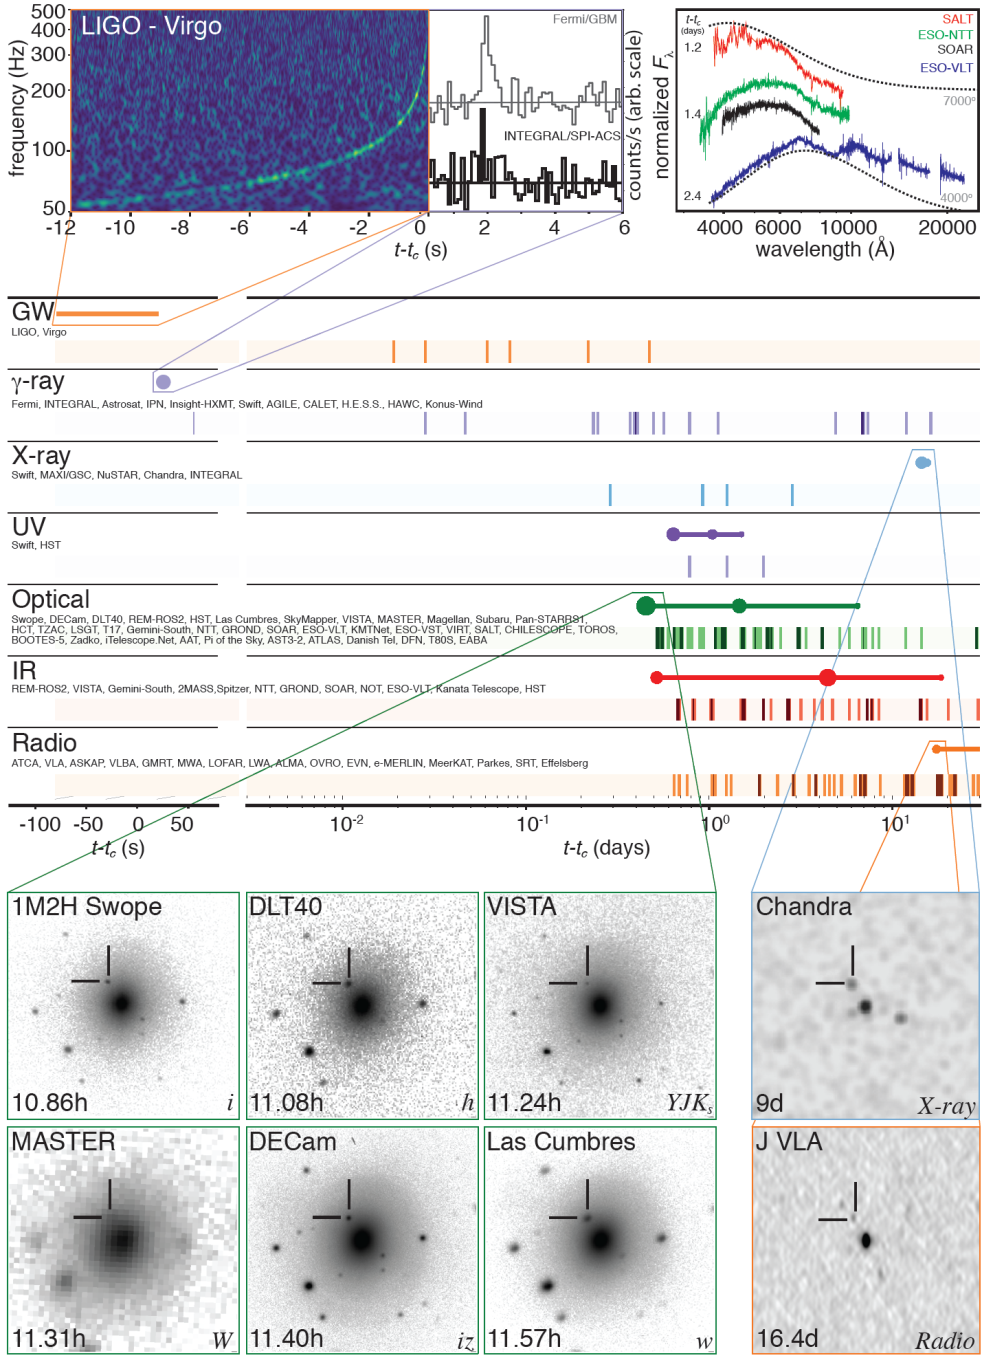 LIGO - Virgo
500
400
300
200
100
50
frequency (Hz)
-12
-10
-8
-6
-4
-2
0
2
4
6
t-tc (s)
Fermi/GBM
INTEGRAL/SPI-ACS
counts/s (arb. scale)
normalized Fλ
t-tc
(days)
1.2
1.4
2.4
SALT
ESO-NTT
SOAR
ESO-VLT
7000°
4000°
4000
6000
10000
20000
wavelength (Å)
GW
LIGO, Virgo
γ-ray
Fermi, INTEGRAL, Astrosat, IPN, Insight-HXMT, Swift, AGILE, CALET, H.E.S.S., HAWC, Konus-Wind
X-ray
Swift, MAXI/GSC, NuSTAR, Chandra, INTEGRAL
UV
Swift, HST
Optical
Swope, DECam, DLT40, REM-ROS2, HST, Las Cumbres, SkyMapper, VISTA, MASTER, Magellan, Subaru, Pan-STARRS1,
HCT, TZAC, LSGT, T17, Gemini-South, NTT, GROND, SOAR, ESO-VLT, KMTNet, ESO-VST, VIRT, SALT, CHILESCOPE, TOROS,
BOOTES-5, Zadko, iTelescope.Net, AAT, Pi of the Sky, AST3-2, ATLAS, Danish Tel, DFN, T80S, EABA
IR
REM-ROS2, VISTA, Gemini-South, 2MASS,Spitzer, NTT, GROND, SOAR, NOT, ESO-VLT, Kanata Telescope, HST
Radio
ATCA, VLA, ASKAP, VLBA, GMRT, MWA, LOFAR, LWA, ALMA, OVRO, EVN, e-MERLIN, MeerKAT, Parkes, SRT, Effelsberg
-100 -50 0 50
10-2 10-1 100 101
t-tc (s)
t-tc (days)
1M2H Swope
10.86h
i
DLT40
11.08h
h
VISTA
11.24h
YJKs
Chandra
9d
X-ray
MASTER
11.31h
W
DECam
11.40h
iz
Las Cumbres
11.57h
w
J VLA
16.4d
Radio